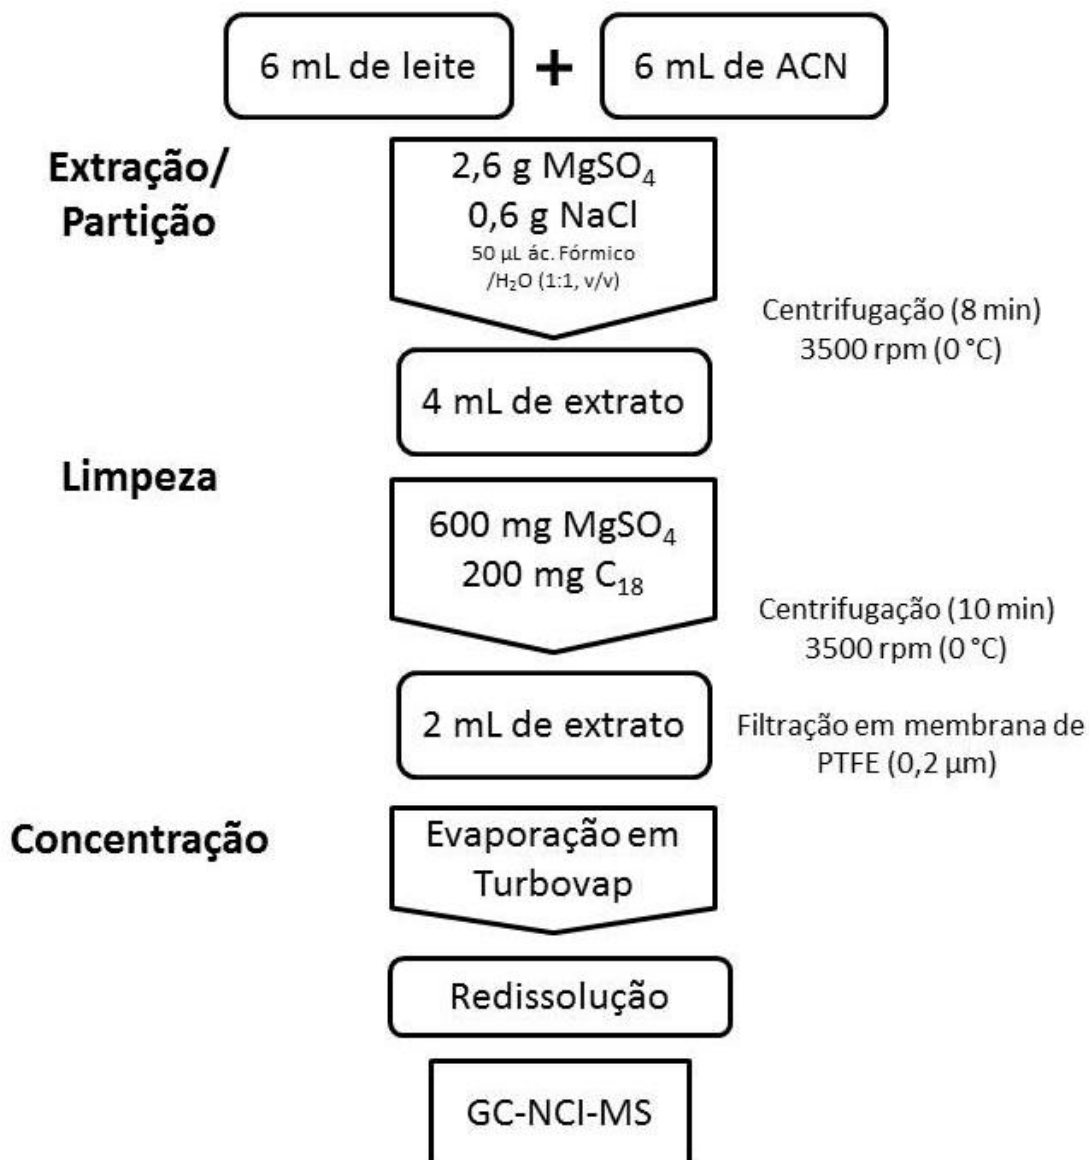 6 mL de leite + 6 mL de ACN
Extração/
Partição
2,6 g MgSO₄
0,6 g NaCl
50 µL ác. Fórmico
/H₂O (1:1, v/v)
Centrifugação (8 min)
3500 rpm (0 °C)
4 mL de extrato
Limpeza
600 mg MgSO₄
200 mg C₁₈
Centrifugação (10 min)
3500 rpm (0 °C)
2 mL de extrato
Filtração em membrana de
PTFE (0,2 µm)
Concentração
Evaporação em
Turbovap
Redissolução
GC-NCI-MS